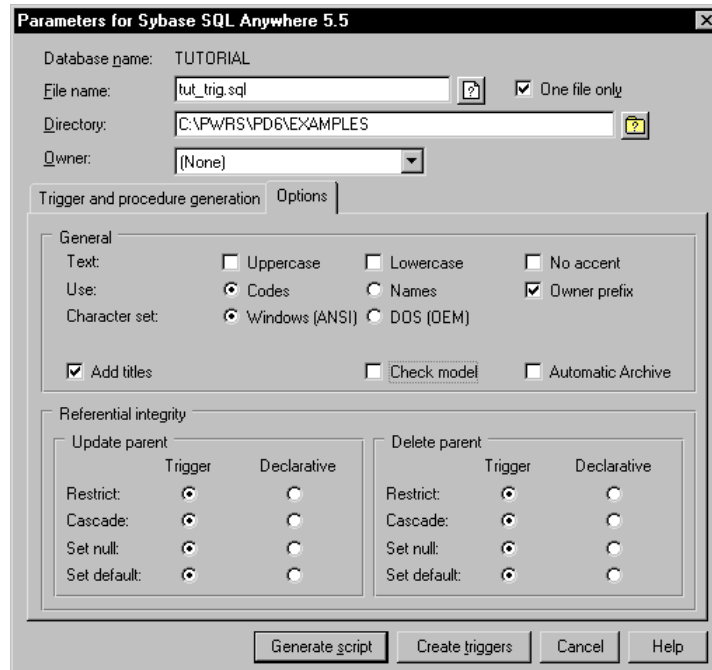 Parameters for Sybase SQL Anywhere 5.5
Database name: TUTORIAL
File name: tut_trig.sql One file only
Directory: C:\PWRS\PD6\EXAMPLES
Owner: (None)
Trigger and procedure generation Options
General
Text: Uppercase Lowercase No accent
Use: Codes Names Owner prefix
Character set: Windows (ANSI) DOS (OEM)
Add titles Check model Automatic Archive
Referential integrity
Update parent
Trigger Declarative
Restrict:
Cascade:
Set null:
Set default:
Delete parent
Trigger Declarative
Restrict:
Cascade:
Set null:
Set default:
Generate script Create triggers Cancel Help